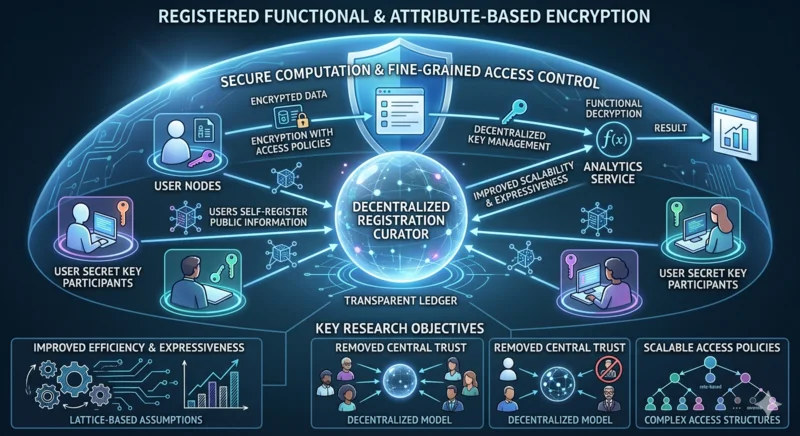 REGISTERED FUNCTIONAL & ATTRIBUTE-BASED ENCRYPTION
SECURE COMPUTATION & FINE-GRAINED ACCESS CONTROL
ENCRYPTED DATA
ENCRYPTION WITH
ACCESS POLICIES
DECENTRALIZED
KEY MANAGEMENT
FUNCTIONAL
DECRYPTION
f(x)
RESULT
ANALYTICS
SERVICE
USER NODES
IMPROVED SCALABILITY
& EXPRESSIVENESS
DECENTRALIZED
REGISTRATION
CURATOR
USERS SELF-REGISTER
PUBLIC INFORMATION
USER SECRET KEY
PARTICIPANTS
USER SECRET KEY
PARTICIPANTS
TRANSPARENT LEDGER
KEY RESEARCH OBJECTIVES
IMPROVED EFFICIENCY & EXPRESSIVENESS
LATTICE-BASED ASSUMPTIONS
REMOVED CENTRAL TRUST
DECENTRALIZED MODEL
REMOVED CENTRAL TRUST
DECENTRALIZED MODEL
SCALABLE ACCESS POLICIES
COMPLEX ACCESS STRUCTURES